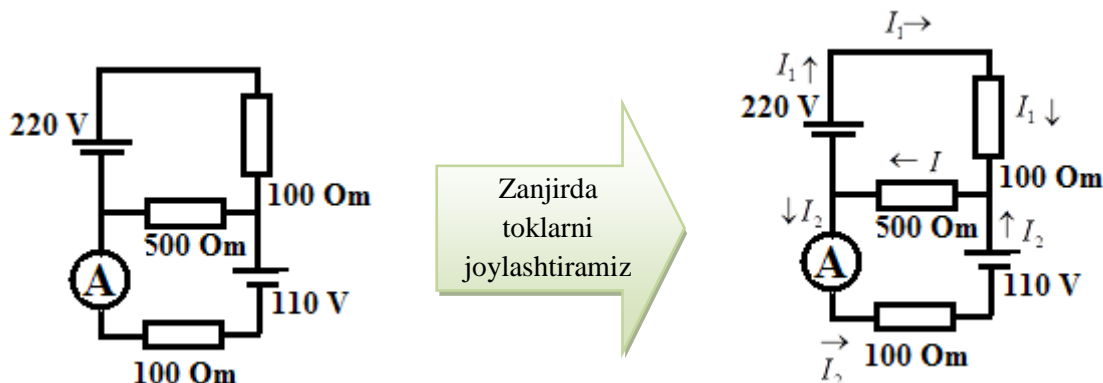 220 V
100 Om
500 Om
A
110 V
100 Om
Zanjirda
toklarni
joylashtiramiz
I₁→
I₁↑
220 V
I₁↓
← I
100 Om
↓I₂
500 Om
↑I₂
A
110 V
→
I₂
100 Om